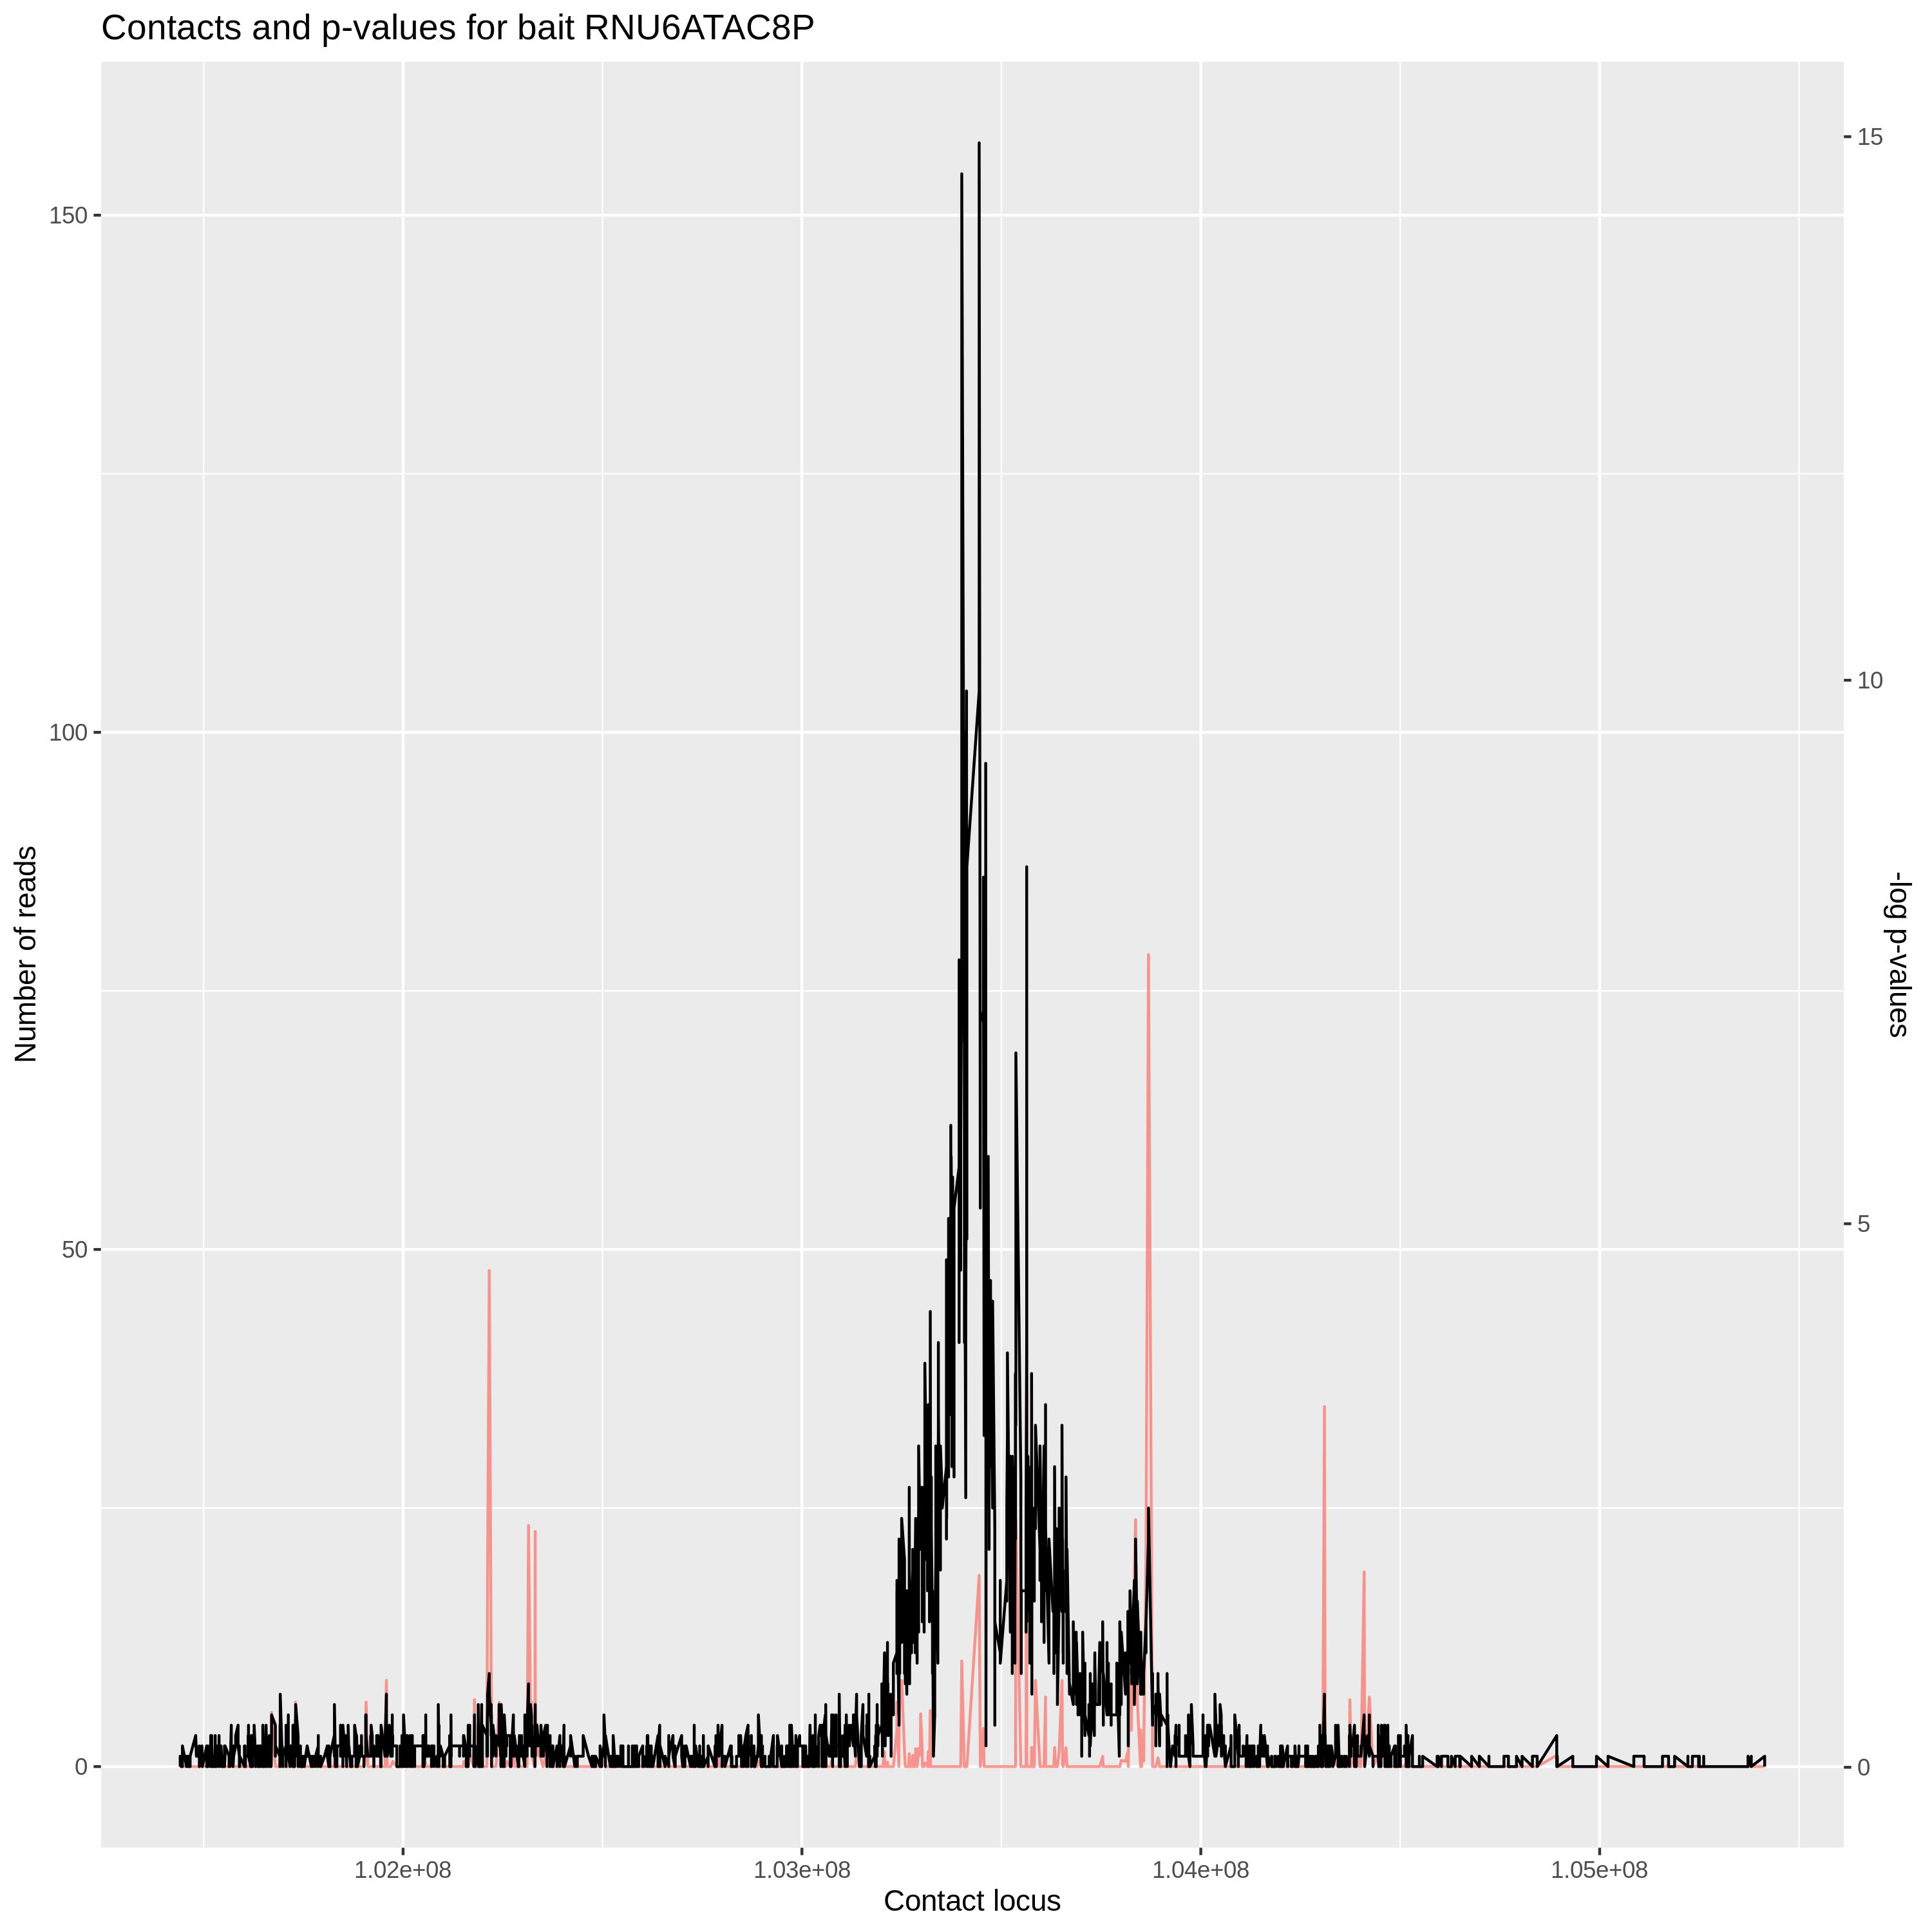 Contacts and p-values for bait RNU6ATAC8P
150
100
50
0
15
10
5
0
Number of reads
-log p-values
1.02e+08
1.03e+08
1.04e+08
1.05e+08
Contact locus